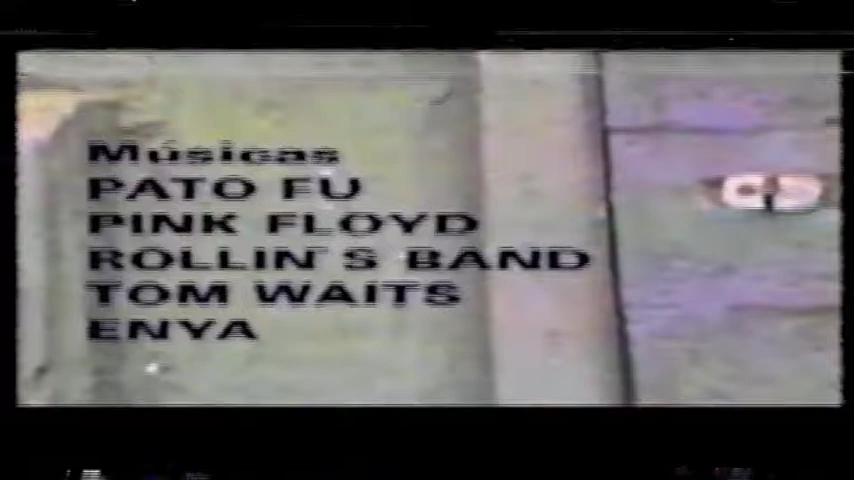 Músicas
PATO FU
PINK FLOYD
ROLLIN'S BAND
TOM WAITS
ENYA